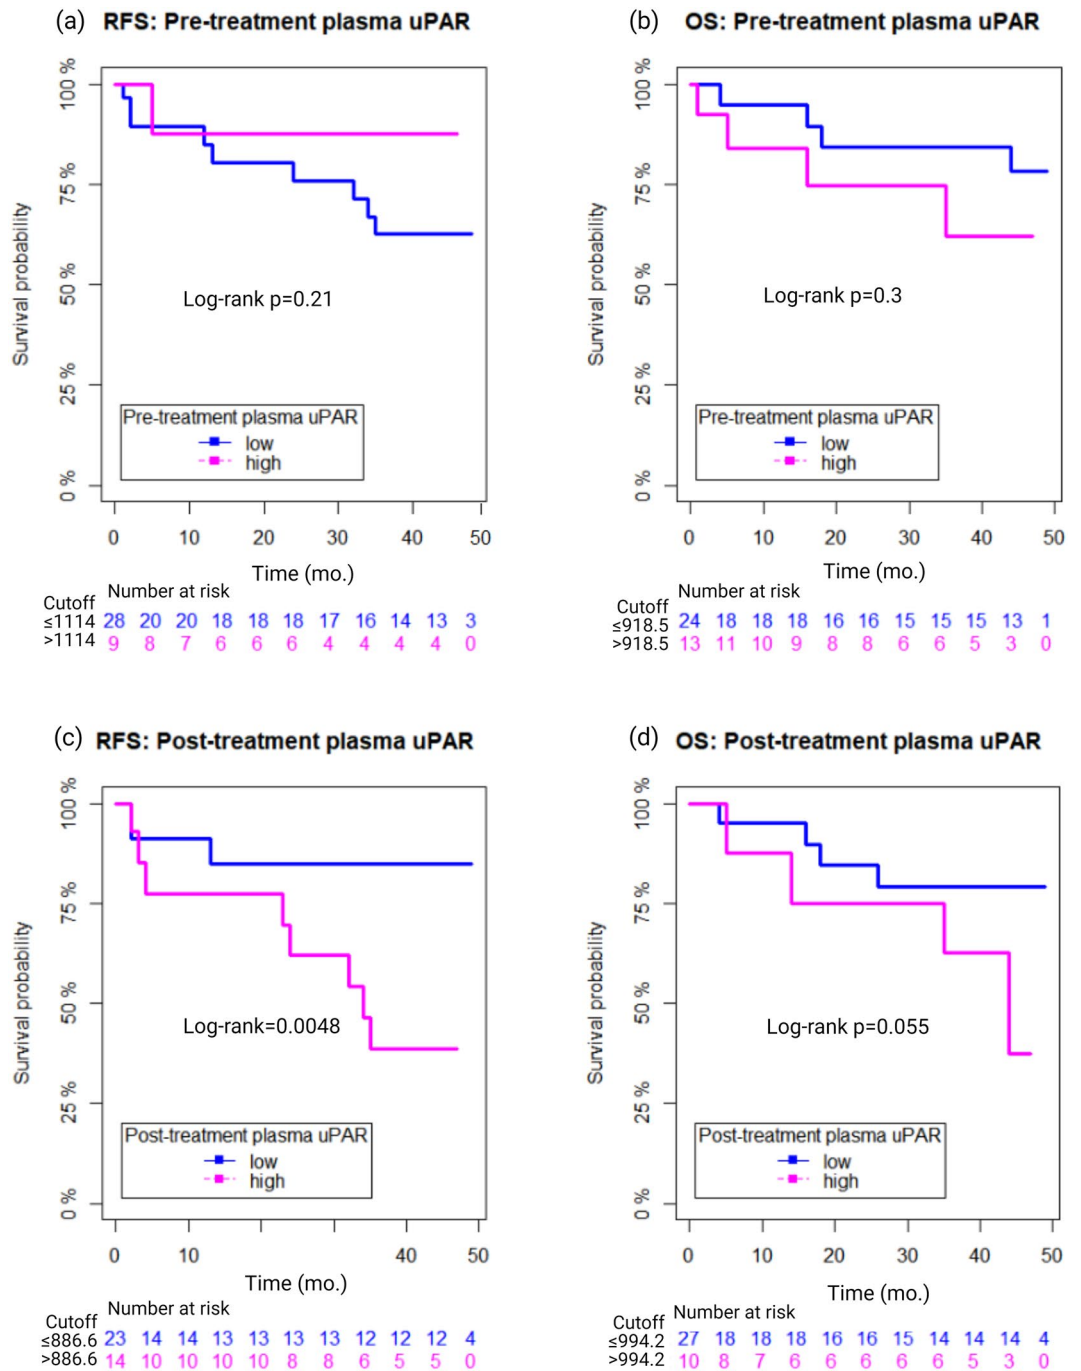 (a) RFS: Pre-treatment plasma uPAR
100 %
75 %
50 %
25 %
0 %
Survival probability
Log-rank p=0.21
Pre-treatment plasma uPAR
low
high
0 10 20 30 40 50
Time (mo.)
Number at risk
Cutoff
≤1114 28 20 20 18 18 18 17 16 14 13 3
>1114 9 8 7 6 6 6 4 4 4 4 0
(b) OS: Pre-treatment plasma uPAR
100 %
75 %
50 %
25 %
0 %
Survival probability
Log-rank p=0.3
Pre-treatment plasma uPAR
low
high
0 10 20 30 40 50
Time (mo.)
Number at risk
Cutoff
≤918.5 24 18 18 18 16 16 15 15 15 13 1
>918.5 13 11 10 9 8 8 6 6 5 3 0
(c) RFS: Post-treatment plasma uPAR
100 %
75 %
50 %
25 %
0 %
Survival probability
Log-rank=0.0048
Post-treatment plasma uPAR
low
high
0 10 40 50
Time (mo.)
Number at risk
Cutoff
≤886.6 23 14 14 13 13 13 13 12 12 12 4
>886.6 14 10 10 10 10 8 8 6 5 5 0
(d) OS: Post-treatment plasma uPAR
100 %
75 %
50 %
25 %
0 %
Survival probability
Log-rank p=0.055
Post-treatment plasma uPAR
low
high
0 10 20 30 40 50
Time (mo.)
Number at risk
Cutoff
≤994.2 27 18 18 18 16 16 15 14 14 14 4
>994.2 10 8 7 6 6 6 6 6 5 3 0